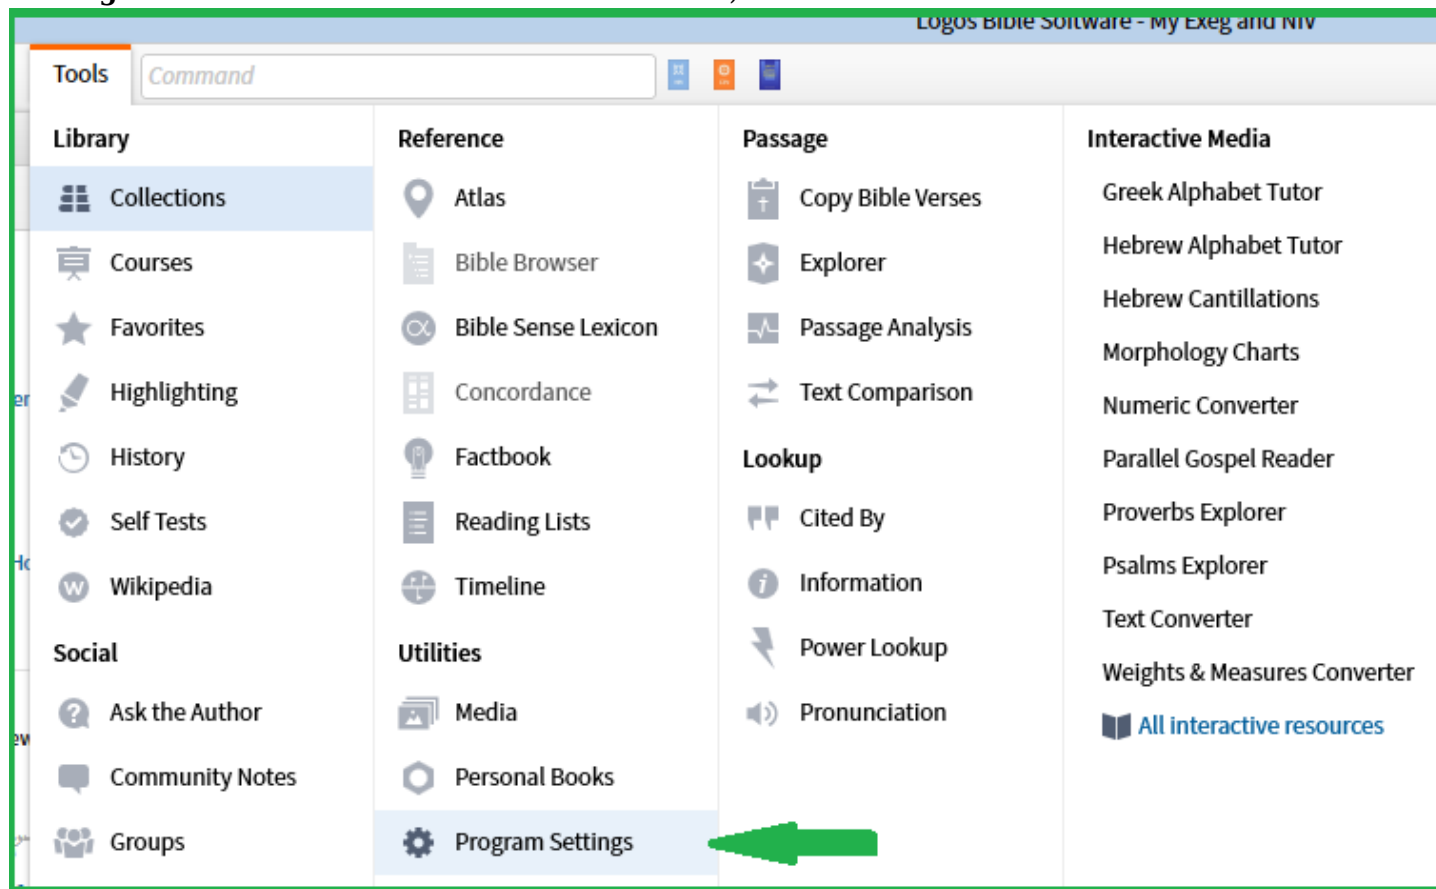 Logos Bible Software - My Exeg and NIV
Tools
Command
Library
Collections
Courses
Favorites
Highlighting
History
Self Tests
Wikipedia
Social
Ask the Author
Community Notes
Groups
Reference
Atlas
Bible Browser
Bible Sense Lexicon
Concordance
Factbook
Reading Lists
Timeline
Utilities
Media
Personal Books
Program Settings
Passage
Copy Bible Verses
Explorer
Passage Analysis
Text Comparison
Lookup
Cited By
Information
Power Lookup
Pronunciation
Interactive Media
Greek Alphabet Tutor
Hebrew Alphabet Tutor
Hebrew Cantillations
Morphology Charts
Numeric Converter
Parallel Gospel Reader
Proverbs Explorer
Psalms Explorer
Text Converter
Weights & Measures Converter
All interactive resources